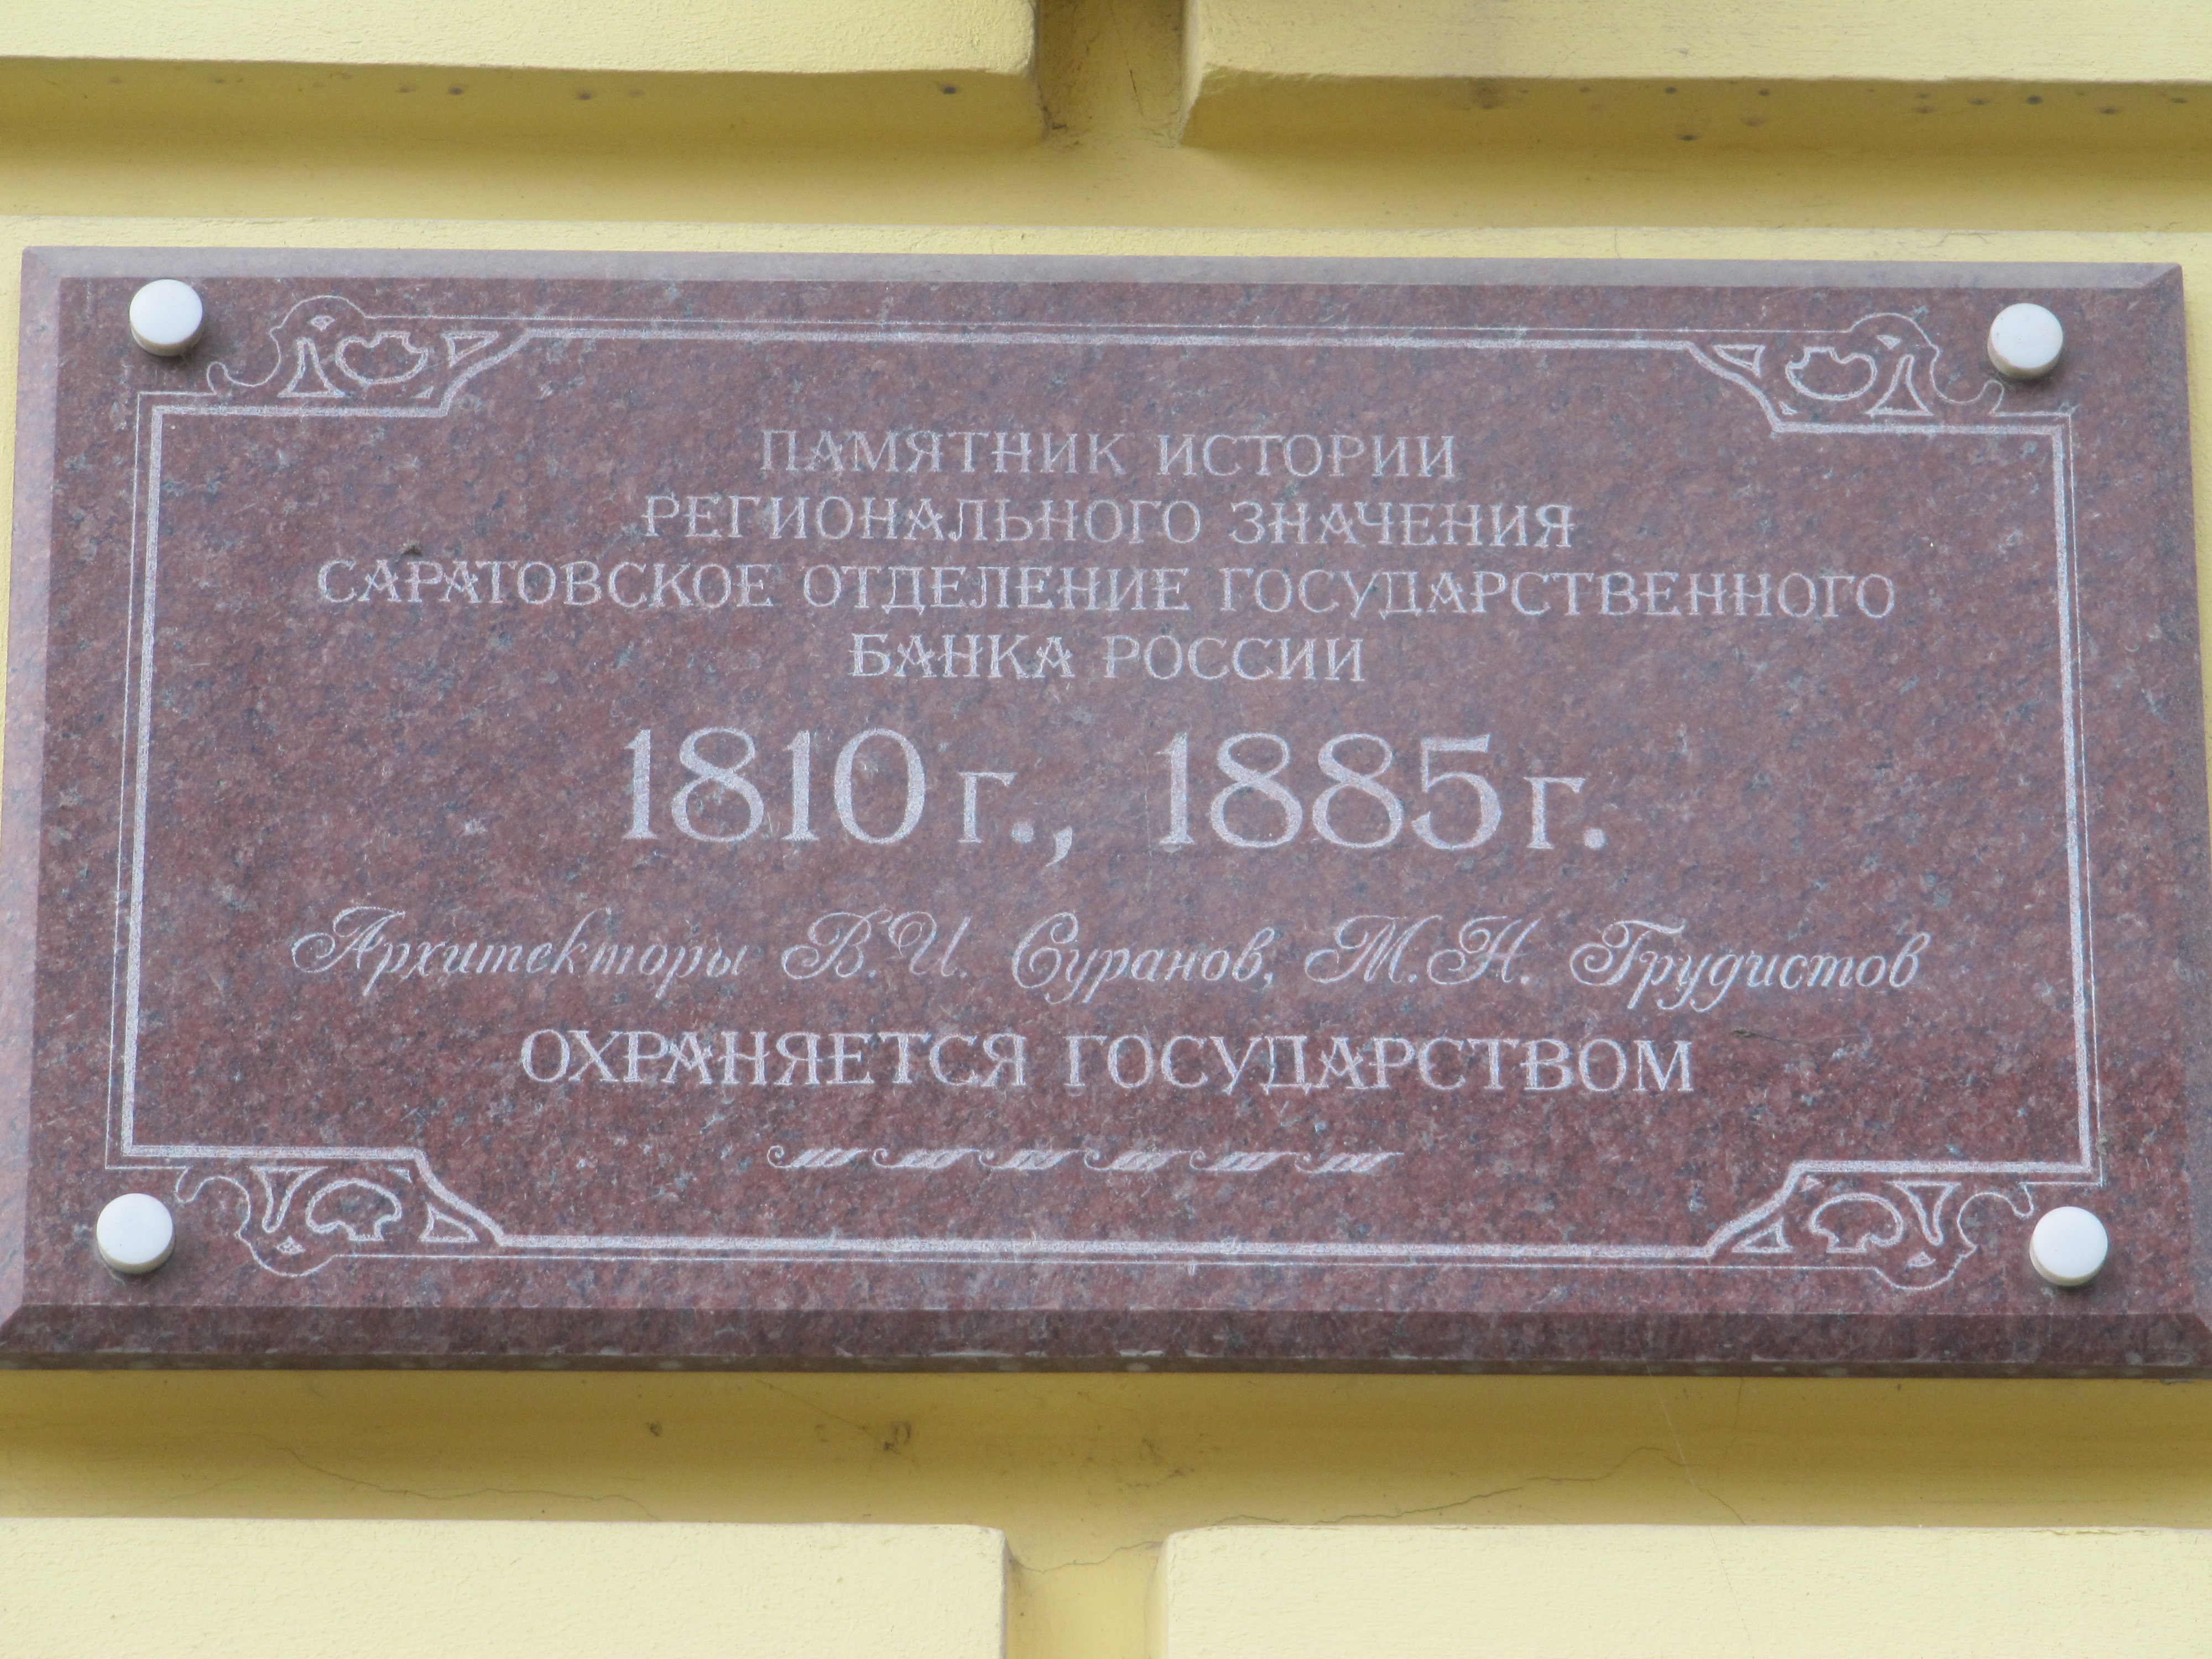 ПАМЯТНИК ИСТОРИИ
РЕГИОНАЛЬНОГО ЗНАЧЕНИЯ
САРАТОВСКОЕ ОТДЕЛЕНИЕ ГОСУДАРСТВЕННОГО
БАНКА РОССИИ
1810 г., 1885 г.
Архитекторы В.И. Суранов, М.Н. Грудистов
ОХРАНЯЕТСЯ ГОСУДАРСТВОМ